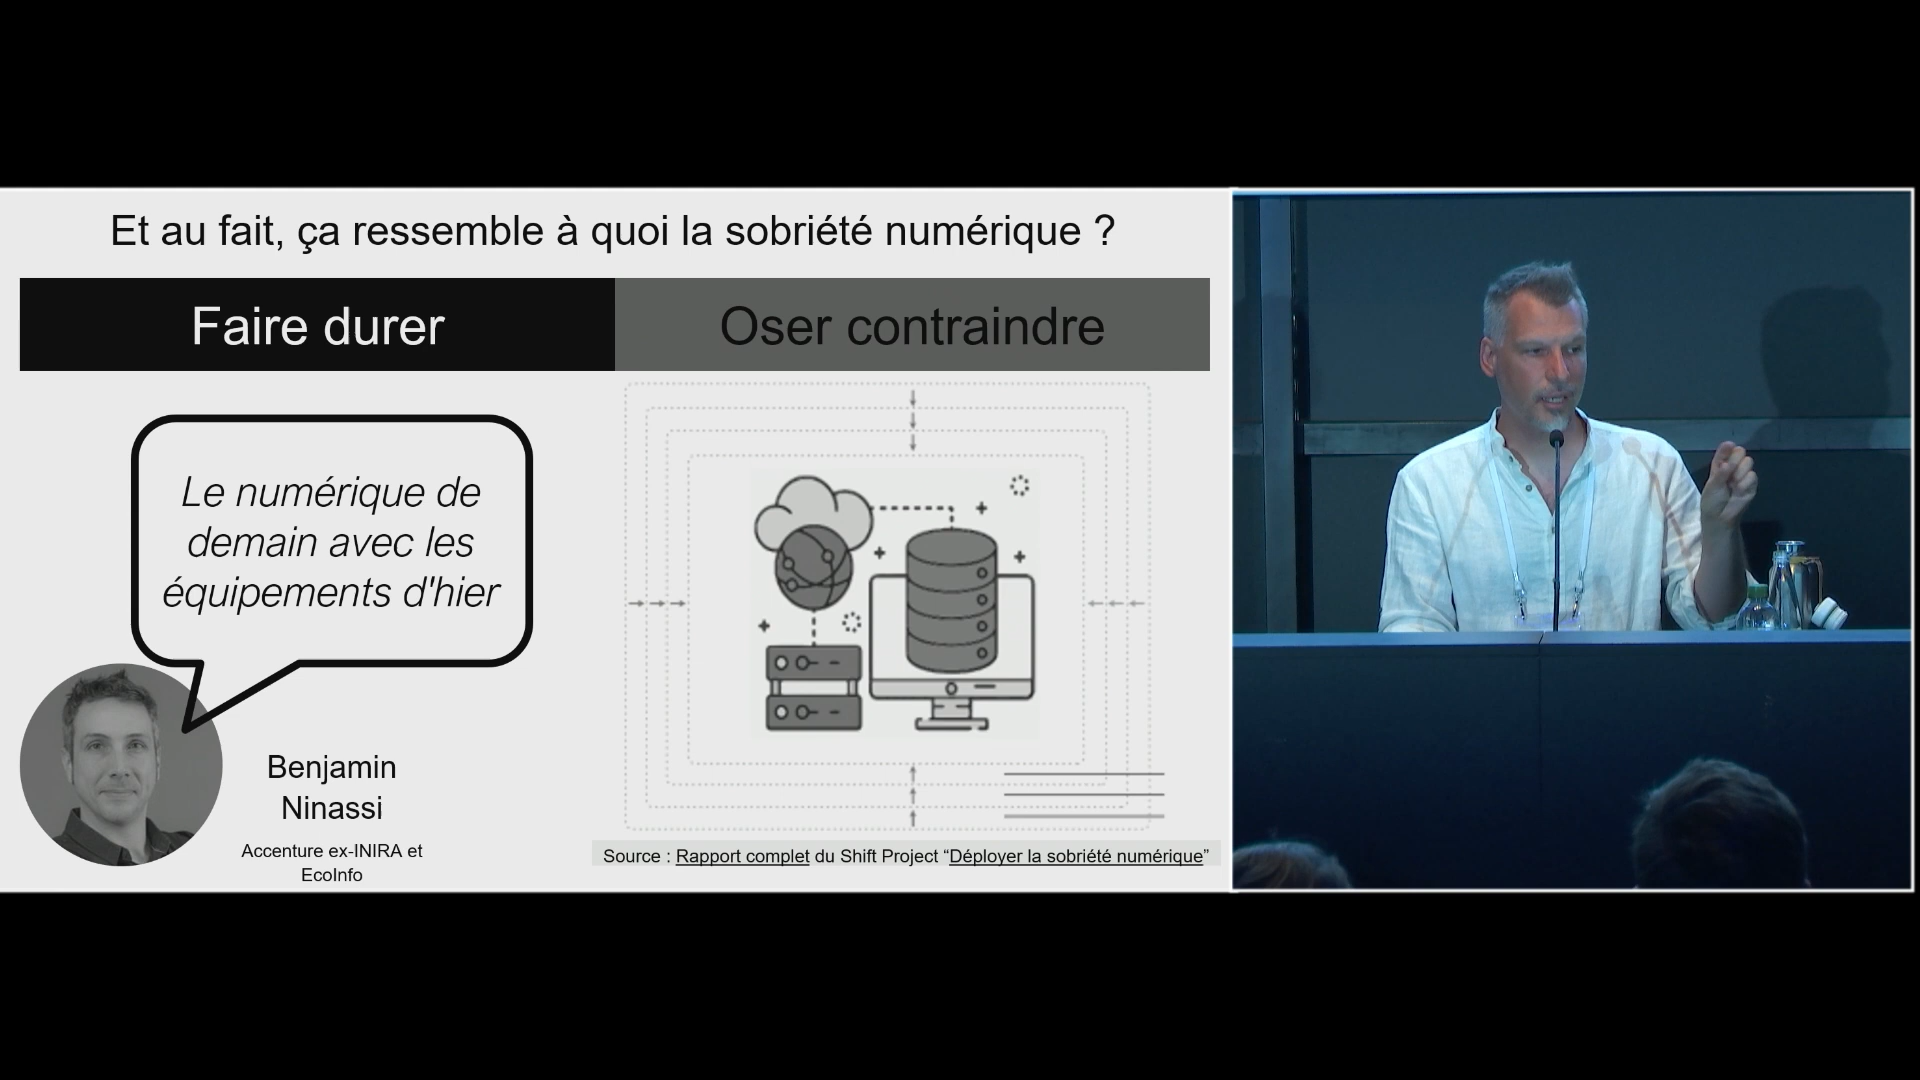 Et au fait, ça ressemble à quoi la sobriété numérique ?
Faire durer
Oser contraindre
Le numérique de
demain avec les
équipements d'hier
Benjamin
Ninassi
Accenture ex-INIRA et
EcoInfo
Source : Rapport complet du Shift Project “Déployer la sobriété numérique”